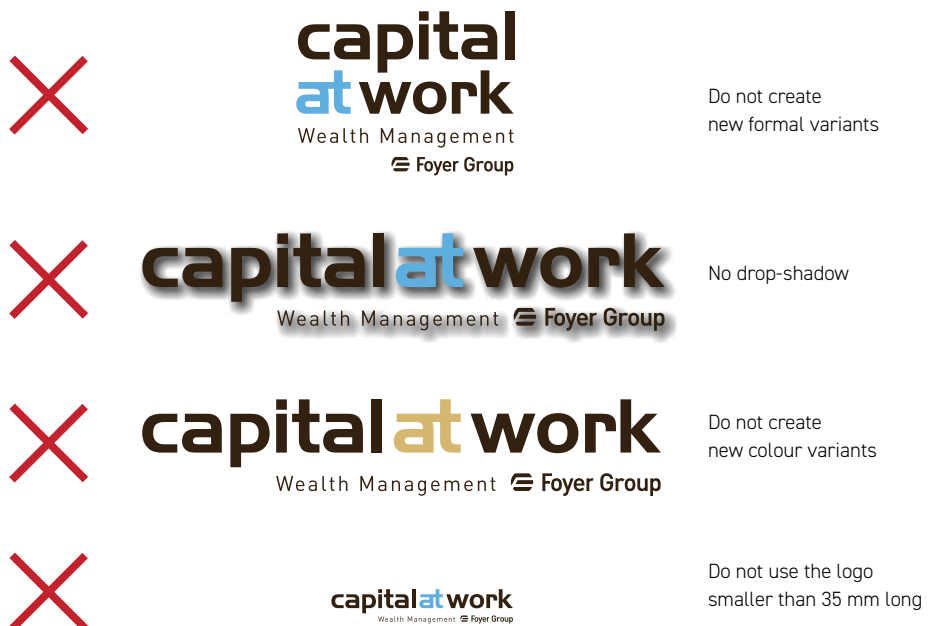 capital
at work
Wealth Management
Foyer Group
Do not create
new formal variants
capital at work
Wealth Management Foyer Group
No drop-shadow
capital at work
Wealth Management Foyer Group
Do not create
new colour variants
capital at work
Wealth Management Foyer Group
Do not use the logo
smaller than 35 mm long